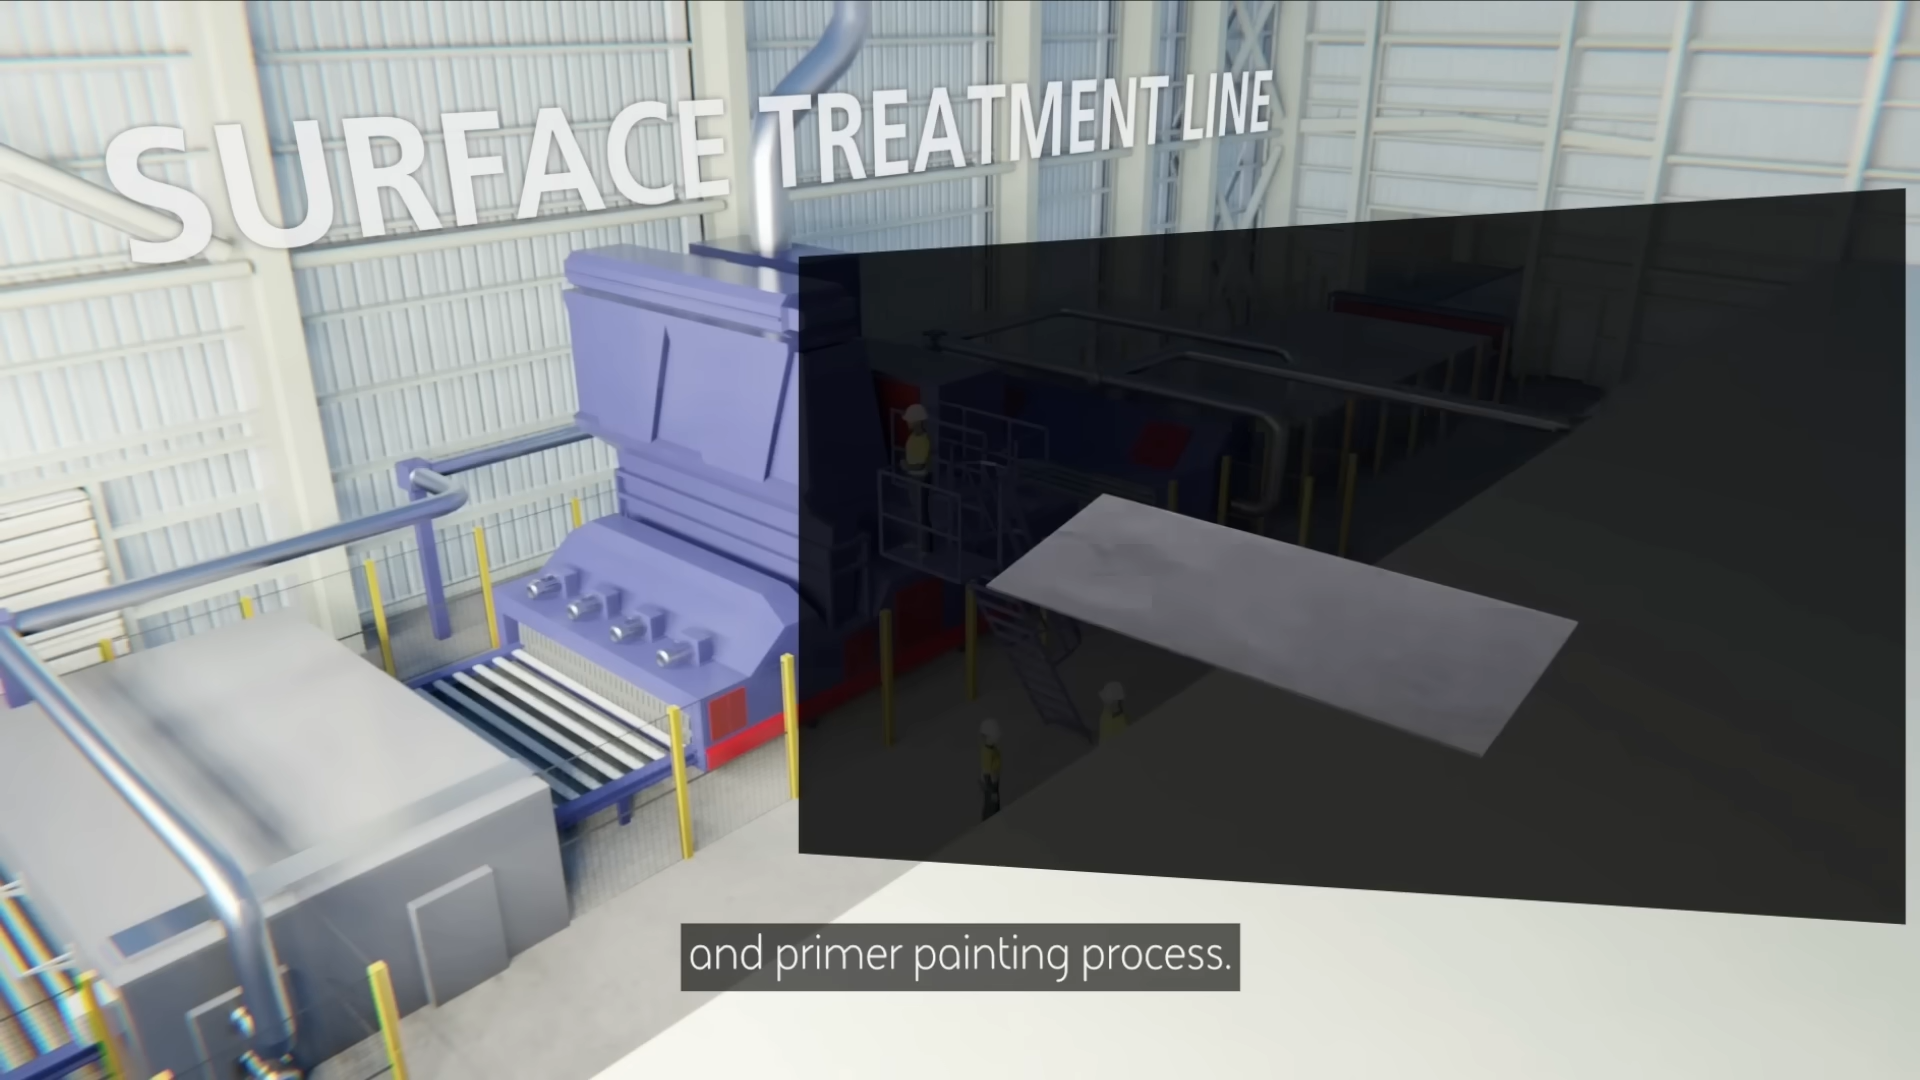 SURFACE TREATMENT LINE
and primer painting process.